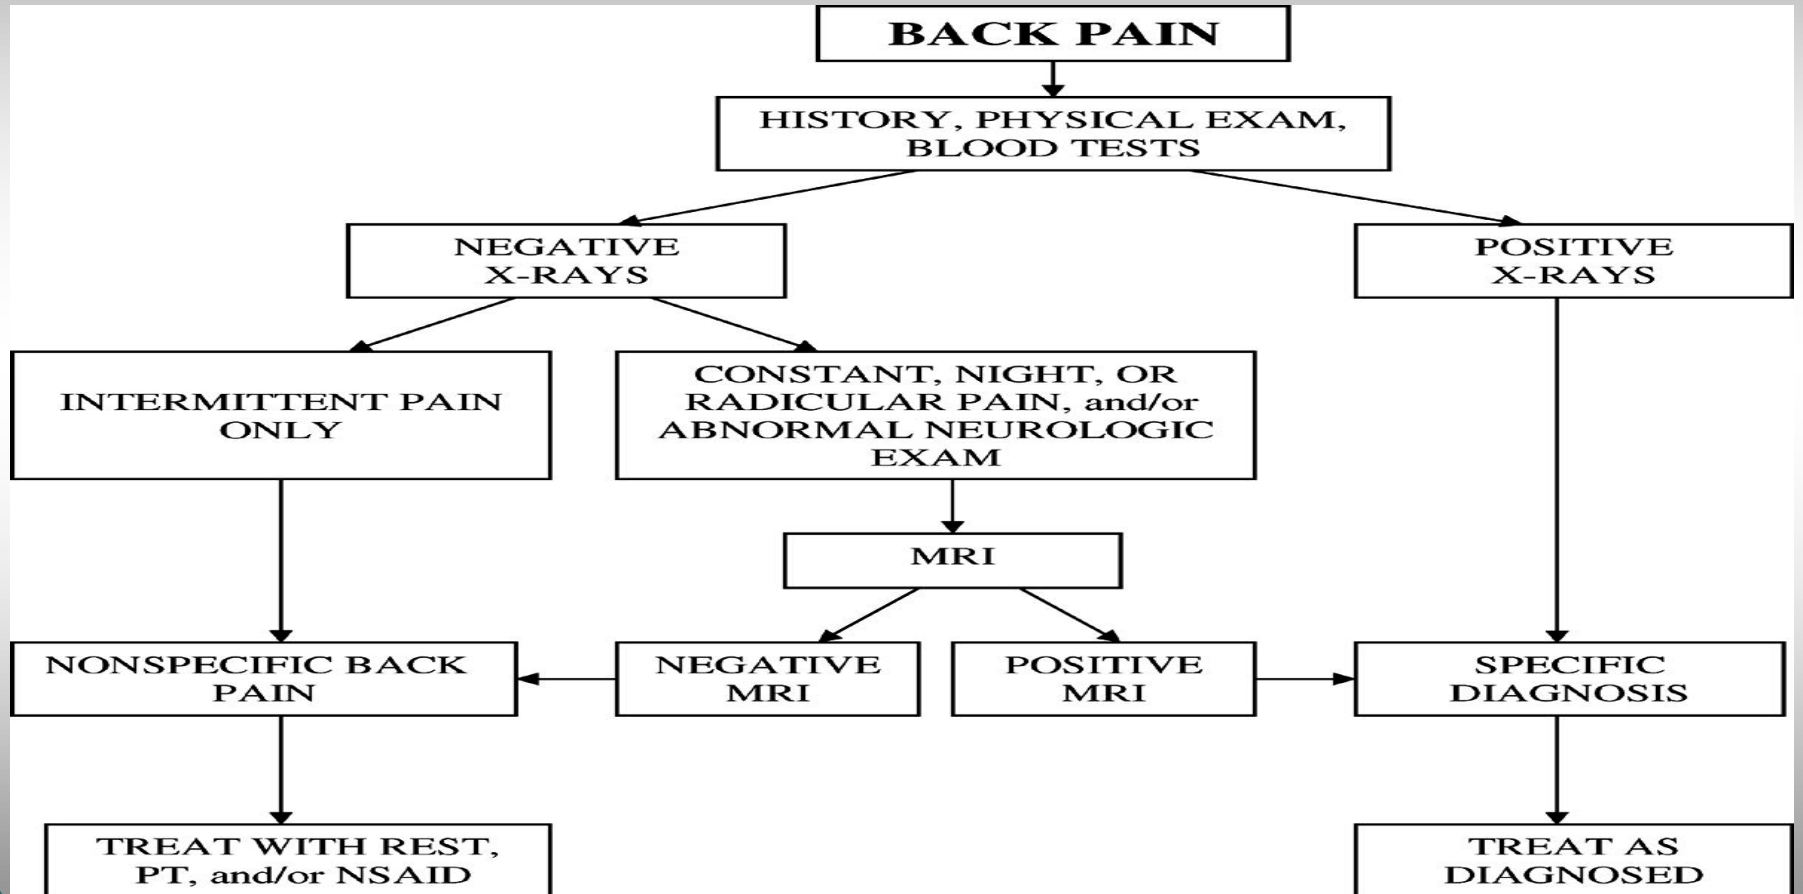 BACK PAIN
HISTORY, PHYSICAL EXAM,
BLOOD TESTS
NEGATIVE
X-RAYS
POSITIVE
X-RAYS
INTERMITTENT PAIN
ONLY
CONSTANT, NIGHT, OR
RADICULAR PAIN, and/or
ABNORMAL NEUROLOGIC
EXAM
MRI
NONSPECIFIC BACK
PAIN
NEGATIVE
MRI
POSITIVE
MRI
SPECIFIC
DIAGNOSIS
TREAT WITH REST,
PT, and/or NSAID
TREAT AS
DIAGNOSED